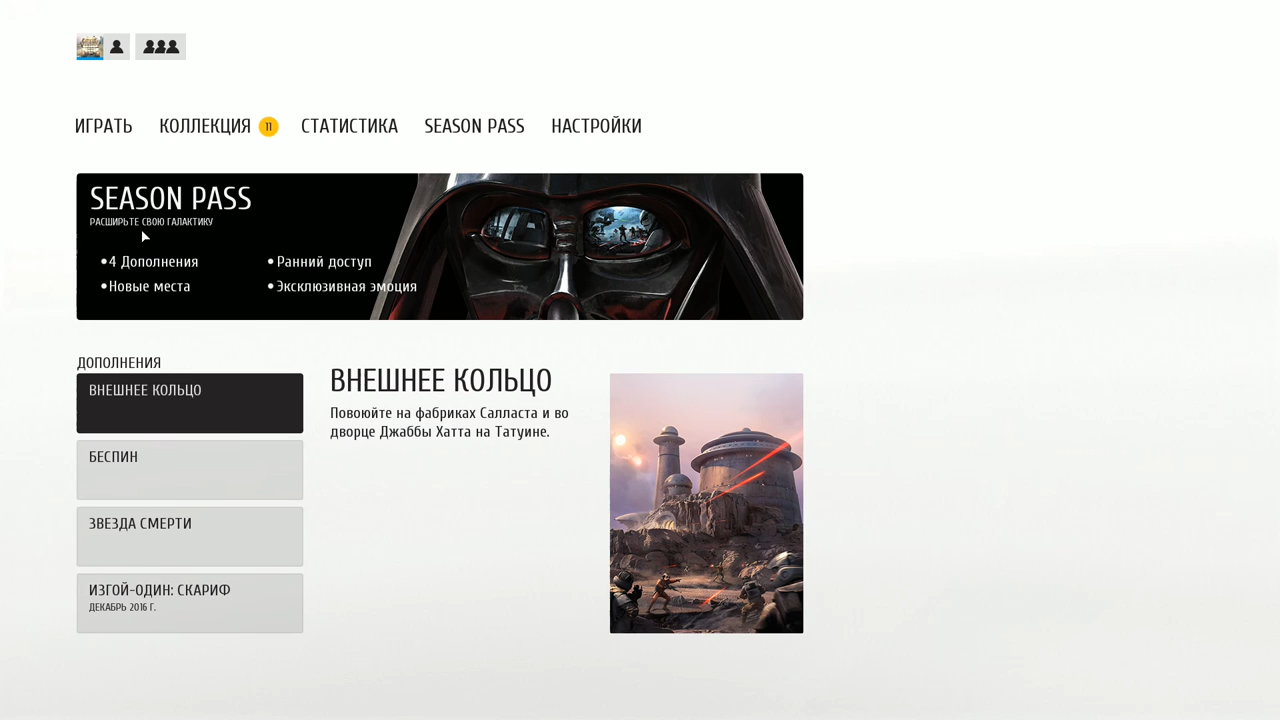 ИГРАТЬ КОЛЛЕКЦИЯ 11 СТАТИСТИКА SEASON PASS НАСТРОЙКИ
SEASON PASS
РАСШИРЬТЕ СВОЮ ГАЛАКТИКУ
•4 Дополнения •Ранний доступ
•Новые места •Эксклюзивная эмоция
ДОПОЛНЕНИЯ
ВНЕШНЕЕ КОЛЬЦО
БЕСПИН
ЗВЕЗДА СМЕРТИ
ИЗГОЙ-ОДИН: СКАРИФ
ДЕКАБРЬ 2016 Г.
ВНЕШНЕЕ КОЛЬЦО
Повоюйте на фабриках Салласта и во
дворце Джаббы Хатта на Татуине.